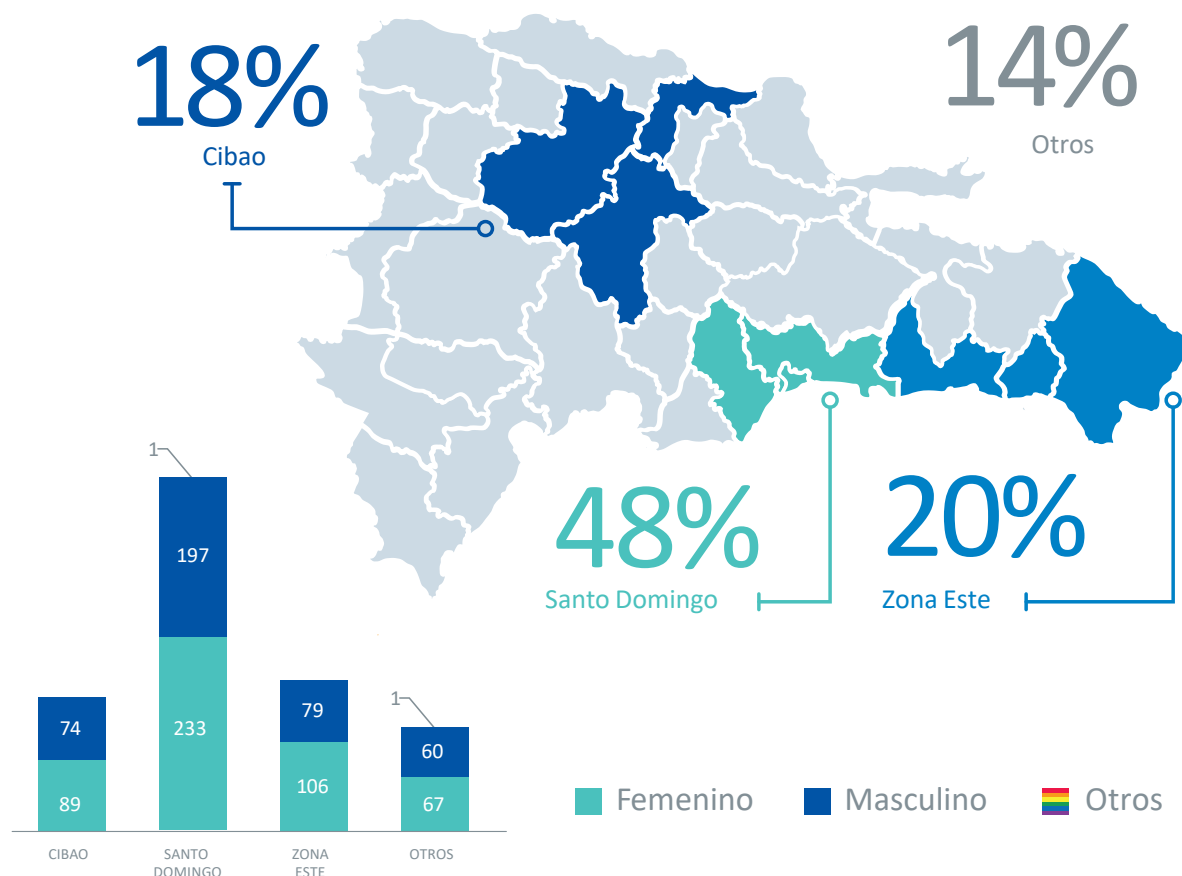 18%
Cibao
14%
Otros
48%
Santo Domingo
20%
Zona Este
1
197
233
74
89
79
106
1
60
67
CIBAO
SANTO
DOMINGO
ZONA
ESTE
OTROS
Femenino
Masculino
Otros